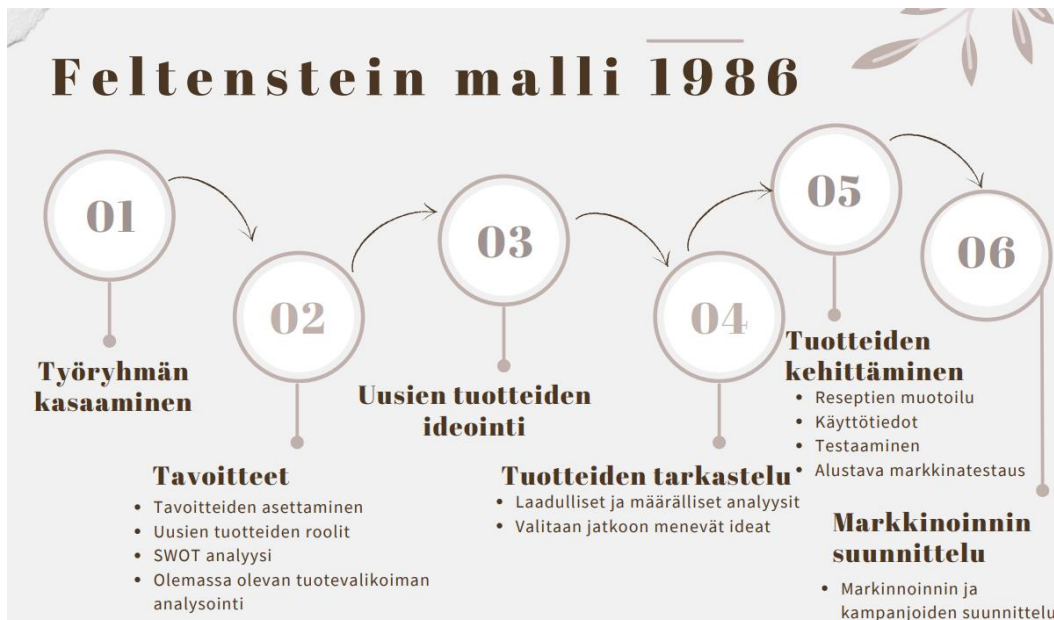 Feltenstein malli 1986
01
Työryhmän
kasaaminen
02
Tavoitteet
• Tavoitteiden asettaminen
• Uusien tuotteiden roolit
• SWOT analyysi
• Olemassa olevan tuotevalikoiman
analysointi
03
Uusien tuotteiden
ideointi
04
Tuotteiden tarkastelu
• Laadulliset ja määrälliset analyysit
• Valitaan jatkoon menevät ideat
05
Tuotteiden
kehittäminen
• Reseptien muotoilu
• Käyttötiedot
• Testaaminen
• Alustava markkinatestaus
06
Markkinoinnin
suunnittelu
• Markinnoinnin ja
kampanjoiden suunnittelu